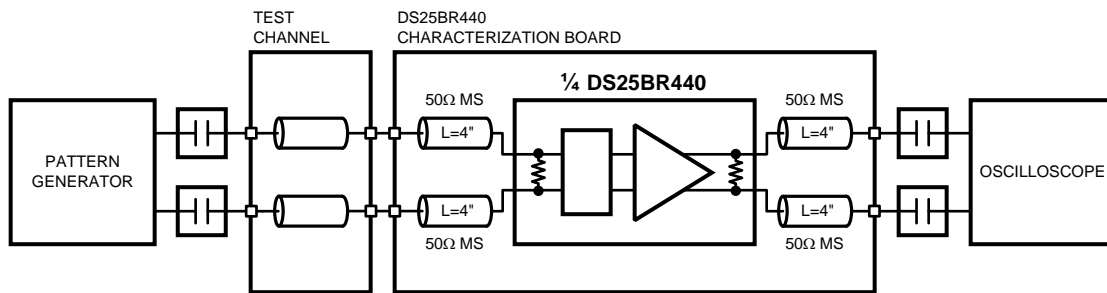 TEST
CHANNEL
DS25BR440
CHARACTERIZATION BOARD
¼ DS25BR440
50Ω MS
50Ω MS
L=4"
L=4"
PATTERN
GENERATOR
OSCILLOSCOPE
L=4"
L=4"
50Ω MS
50Ω MS